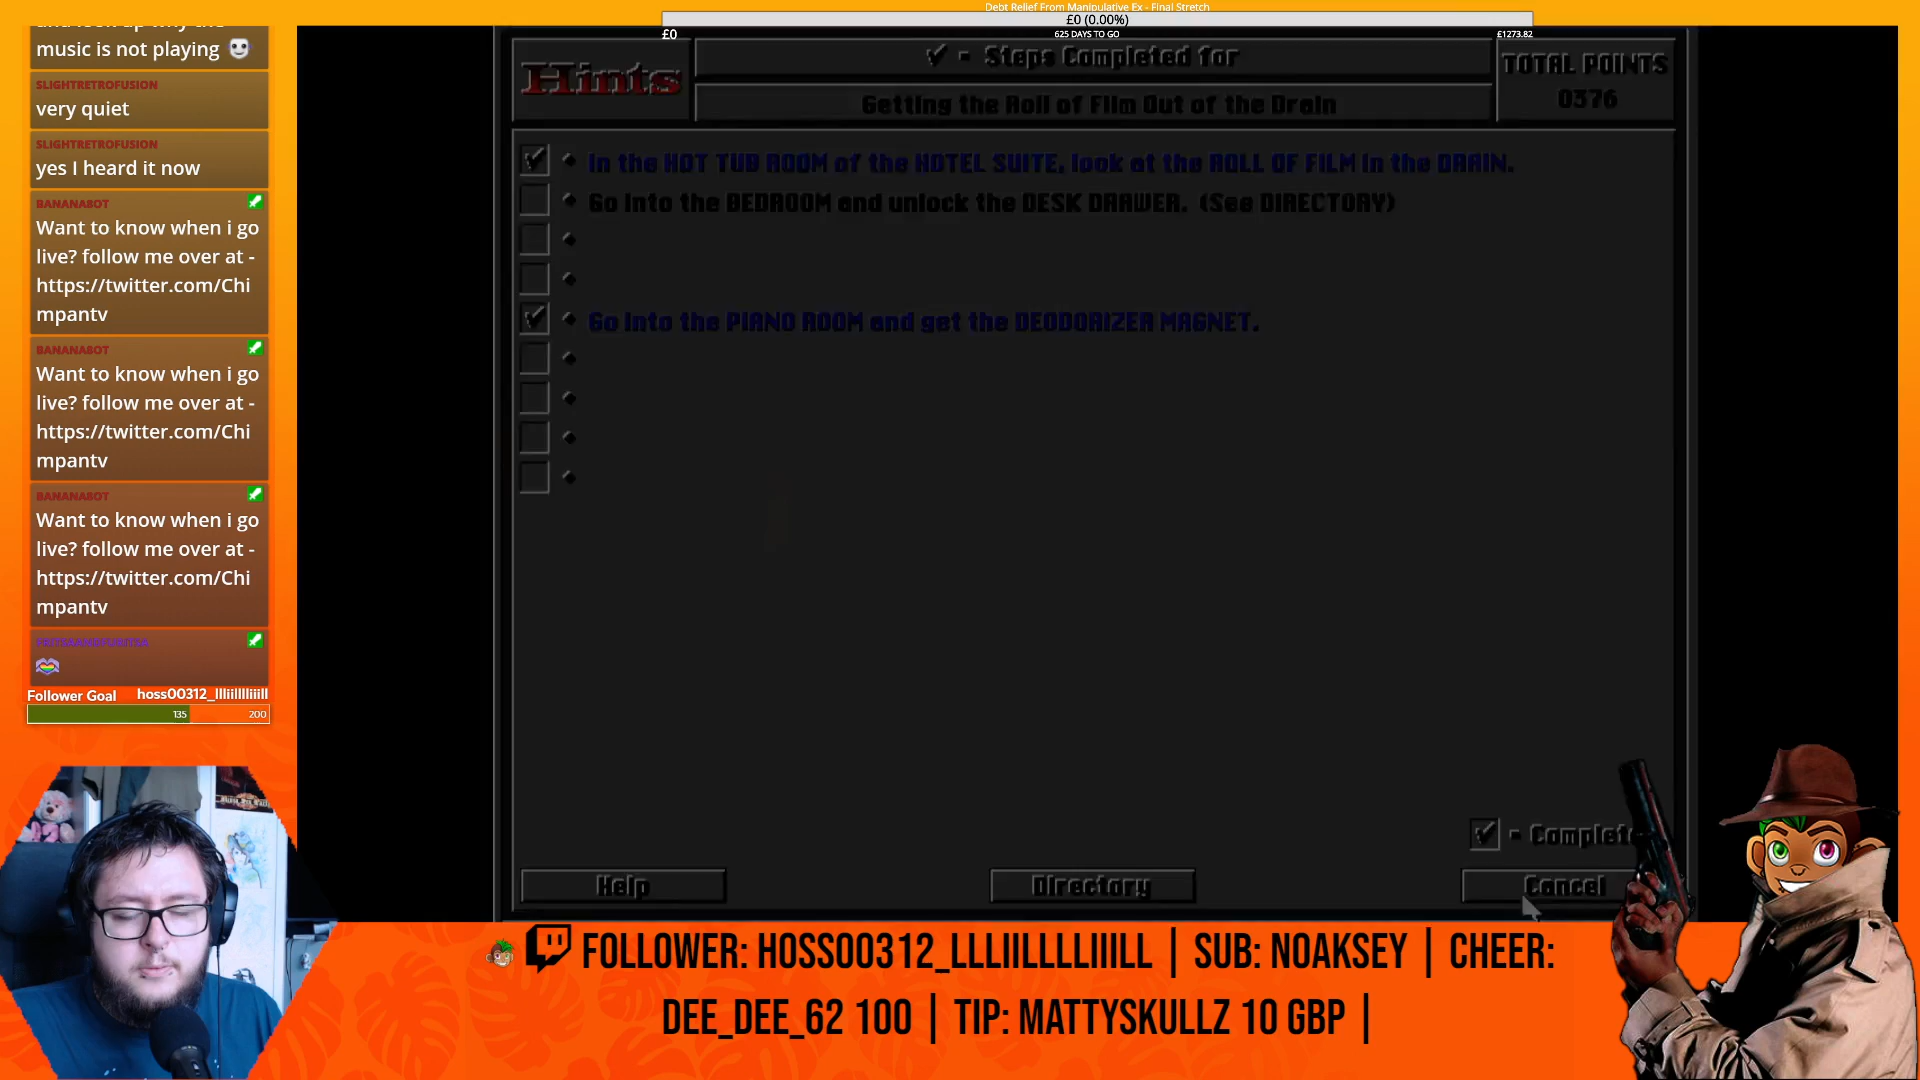 Debt Relief From Manipulative Ex - Final Stretch
£0 (0.00%)
£0
625 DAYS TO GO
£1273.82
music is not playing
SLIGHTRETROFUSION
very quiet
SLIGHTRETROFUSION
yes I heard it now
BANANABOT
Want to know when i go
live? follow me over at -
https://twitter.com/Chi
mpantv
BANANABOT
Want to know when i go
live? follow me over at -
https://twitter.com/Chi
mpantv
BANANABOT
Want to know when i go
live? follow me over at -
https://twitter.com/Chi
mpantv
Follower Goal
135
200
Hints
✓ - Steps Completed for
Getting the Roll of Film Out of the Drain
TOTAL POINTS
0376
In the HOT TUB ROOM of the HOTEL SUITE, look at the ROLL OF FILM in the DRAIN.
Go into the BEDROOM and unlock the DESK DRAWER. (See DIRECTORY)
Go into the PIANO ROOM and get the DEODORIZER MAGNET.
Help
Directory
Cancel
FOLLOWER: HOSS00312_LLLIILLLLIIILL | SUB: NOAKSEY | CHEER:
DEE_DEE_62 100 | TIP: MATTYSKULLZ 10 GBP |